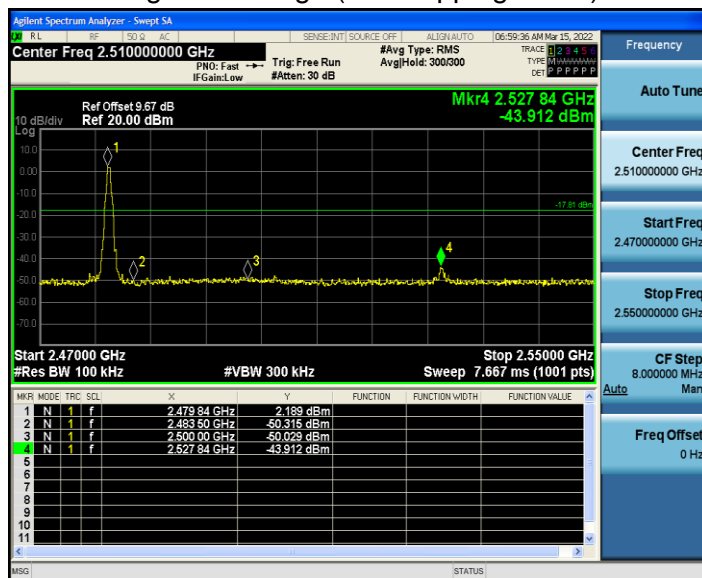 Agilent Spectrum Analyzer - Swept SA
RL RF 50 Ω AC SENSE:INT SOURCE OFF ALIGN AUTO 06:59:36 AM Mar 15, 2022
Center Freq 2.510000000 GHz
PNO: Fast
IFGain:Low
Trig: Free Run
#Atten: 30 dB
#Avg Type: RMS
Avg|Hold: 300/300
TRACE 1 2 3 4 5 6
TYPE M
DET P P P P P P
Ref Offset 9.67 dB
Ref 20.00 dBm
Mkr4 2.527 84 GHz
-43.912 dBm
10 dB/div
Log
10.0
0.00
-10.0
-20.0
-30.0
-40.0
-50.0
-60.0
-70.0
1
2
3
4
-17.81 dBm
Start 2.47000 GHz
Stop 2.55000 GHz
#Res BW 100 kHz
#VBW 300 kHz
Sweep 7.667 ms (1001 pts)
MKR MODE TRC SCL X Y FUNCTION FUNCTION WIDTH FUNCTION VALUE
1 N 1 f 2.479 84 GHz 2.189 dBm
2 N 1 f 2.483 50 GHz -50.315 dBm
3 N 1 f 2.500 00 GHz -50.029 dBm
4 N 1 f 2.527 84 GHz -43.912 dBm
5
6
7
8
9
10
11
MSG
STATUS
Frequency
Auto Tune
Center Freq
2.510000000 GHz
Start Freq
2.470000000 GHz
Stop Freq
2.550000000 GHz
CF Step
8.000000 MHz
Auto Man
Freq Offset
0 Hz